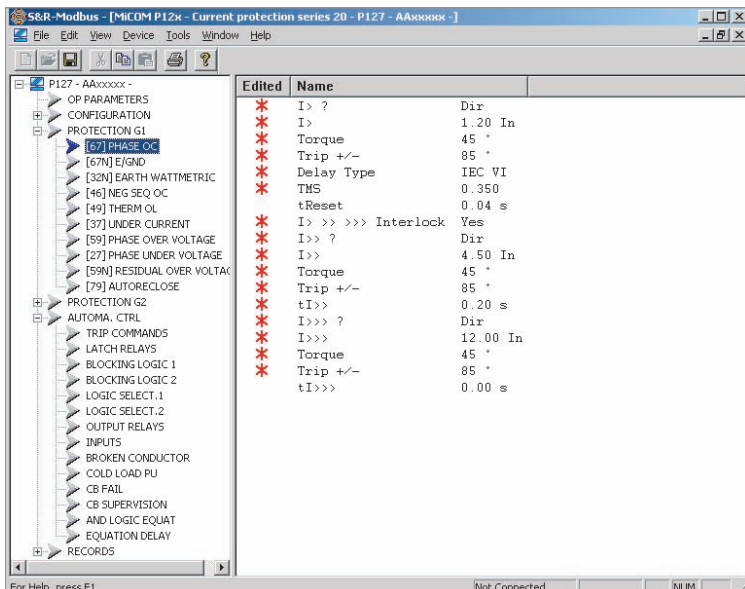 S&R-Modbus - [MiCOM P12x - Current protection series 20 - P127 - AAxxxxx -]
File Edit View Device Tools Window Help
P127 - AAxxxxx -
OP PARAMETERS
CONFIGURATION
PROTECTION G1
[67] PHASE OC
[67N] E/GND
[32N] EARTH WATTMETRIC
[46] NEG SEQ OC
[49] THERM OL
[37] UNDER CURRENT
[59] PHASE OVER VOLTAGE
[27] PHASE UNDER VOLTAGE
[59N] RESIDUAL OVER VOLTAG
[79] AUTORECLOSE
PROTECTION G2
AUTOMA. CTRL
TRIP COMMANDS
LATCH RELAYS
BLOCKING LOGIC 1
BLOCKING LOGIC 2
LOGIC SELECT.1
LOGIC SELECT.2
OUTPUT RELAYS
INPUTS
BROKEN CONDUCTOR
COLD LOAD PU
CB FAIL
CB SUPERVISION
AND LOGIC EQUAT
EQUATION DELAY
RECORDS
Edited Name
I> ? Dir
I> 1.20 In
Torque 45 °
Trip +/- 85 °
Delay Type IEC VI
TMS 0.350
tReset 0.04 s
I> >> >>> Interlock Yes
I>> ? Dir
I>> 4.50 In
Torque 45 °
Trip +/- 85 °
tI>> 0.20 s
I>>> ? Dir
I>>> 12.00 In
Torque 45 °
Trip +/- 85 °
tI>>> 0.00 s
For Help, press F1 Not Connected NUM